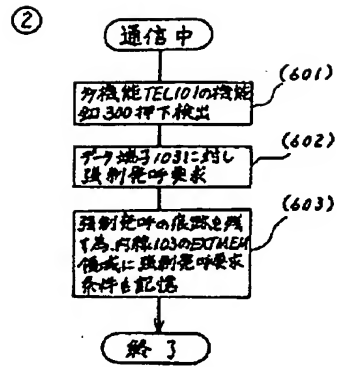 ②
通信中
(601)
多機能TEL101の機能
釦300押下検出
(602)
データ端子103に対し
強制発呼要求
(603)
強制発呼の痕跡を残
す為、内線103のEXTMEM
領域に強制発呼要求
条件を記憶
終了